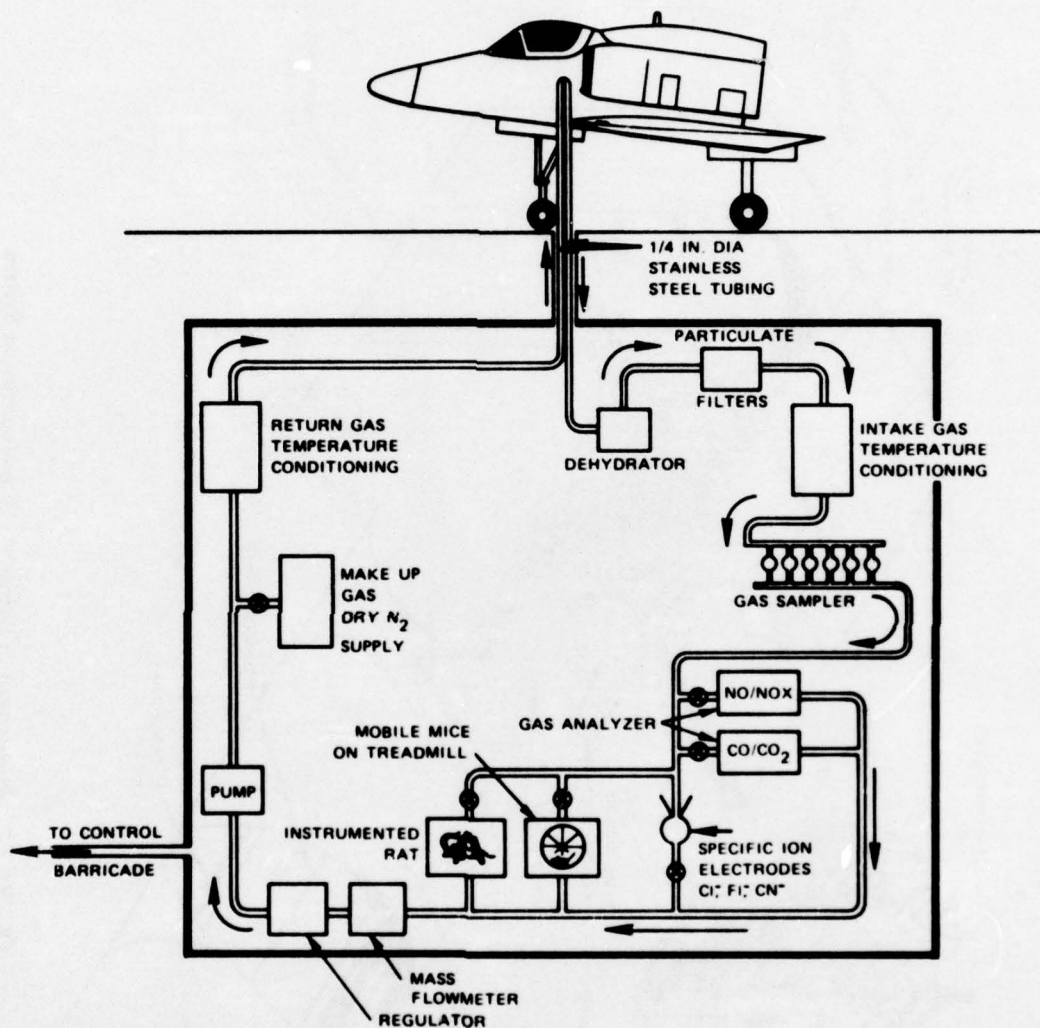 1/4 IN. DIA
STAINLESS
STEEL TUBING
PARTICULATE
FILTERS
DEHYDRATOR
INTAKE GAS
TEMPERATURE
CONDITIONING
RETURN GAS
TEMPERATURE
CONDITIONING
GAS SAMPLER
MAKE UP
GAS
DRY N2
SUPPLY
NO/NOX
GAS ANALYZER
CO/CO2
MOBILE MICE
ON TREADMILL
PUMP
INSTRUMENTED
RAT
SPECIFIC ION
ELECTRODES
Cl-, Fl-, CN-
TO CONTROL
BARRICADE
MASS
FLOWMETER
REGULATOR